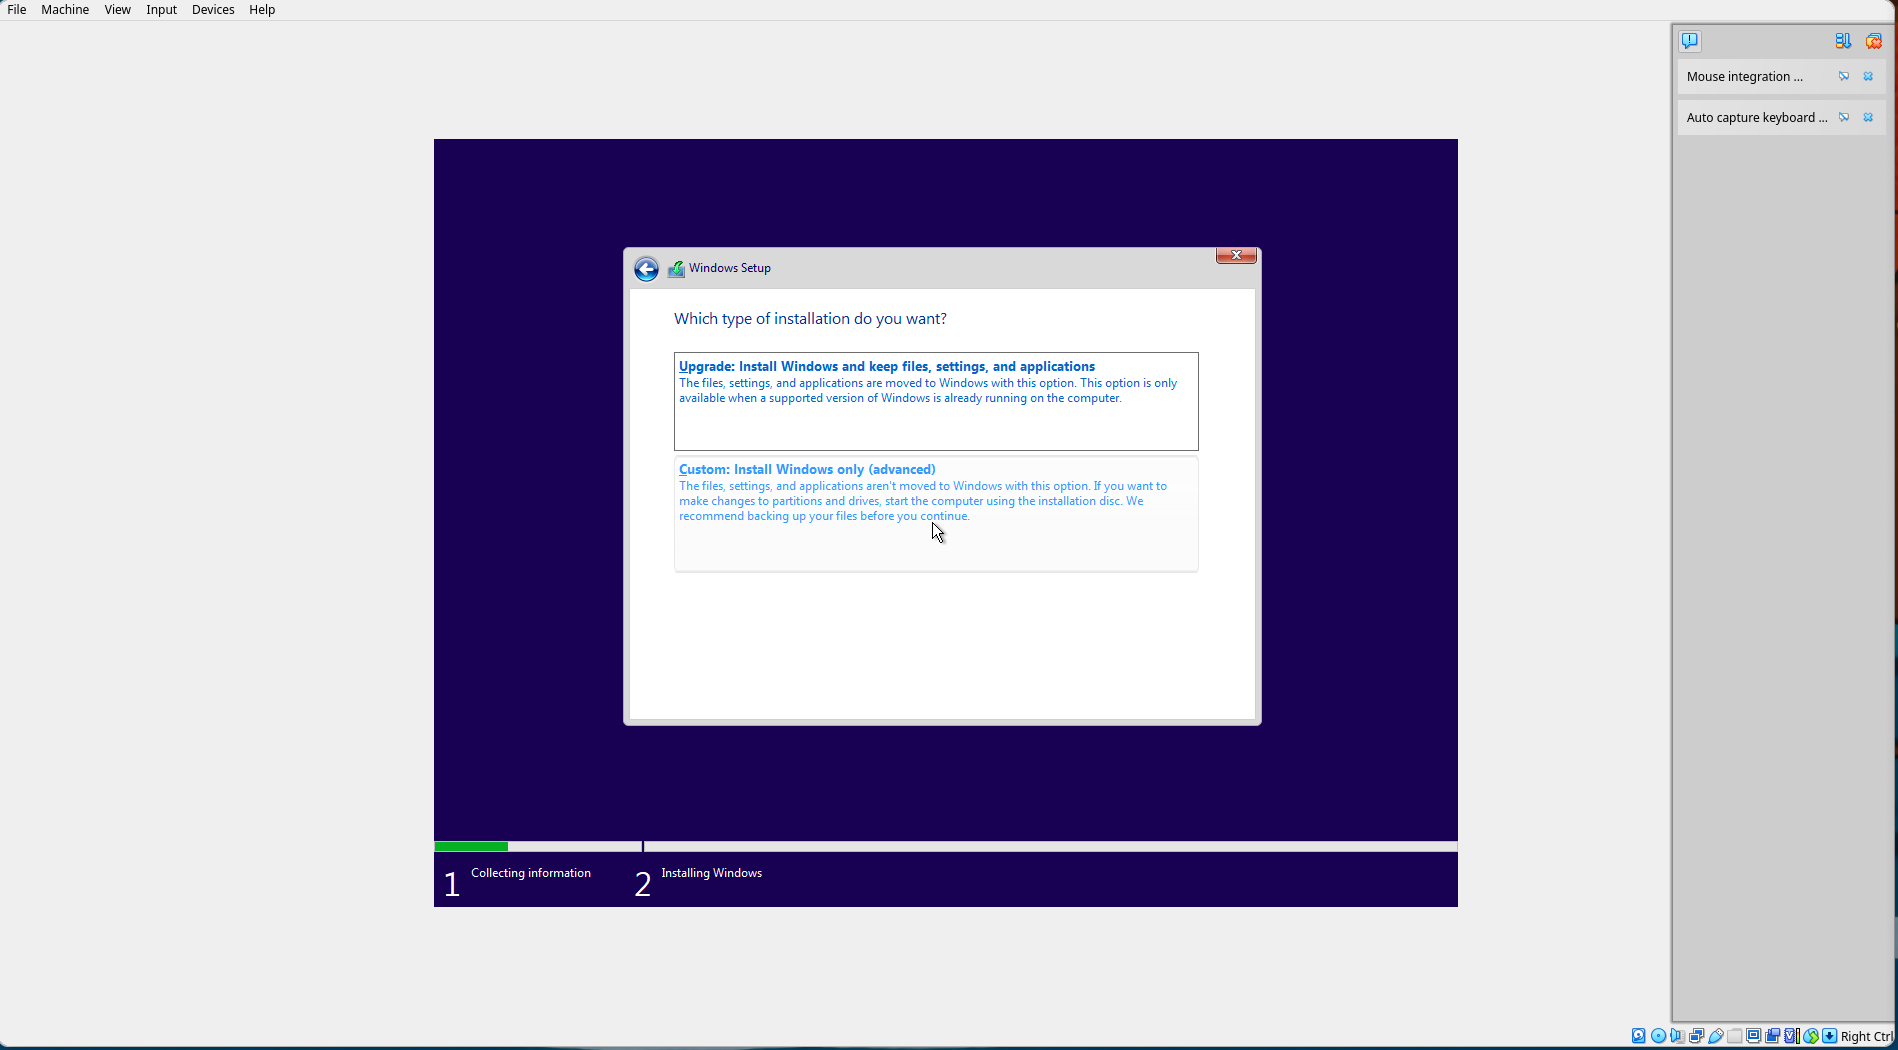 File Machine View Input Devices Help
Mouse integration ...
Auto capture keyboard ...
Windows Setup
Which type of installation do you want?
Upgrade: Install Windows and keep files, settings, and applications
The files, settings, and applications are moved to Windows with this option. This option is only
available when a supported version of Windows is already running on the computer.
Custom: Install Windows only (advanced)
The files, settings, and applications aren't moved to Windows with this option. If you want to
make changes to partitions and drives, start the computer using the installation disc. We
recommend backing up your files before you continue.
1 Collecting information 2 Installing Windows
Right Ctrl